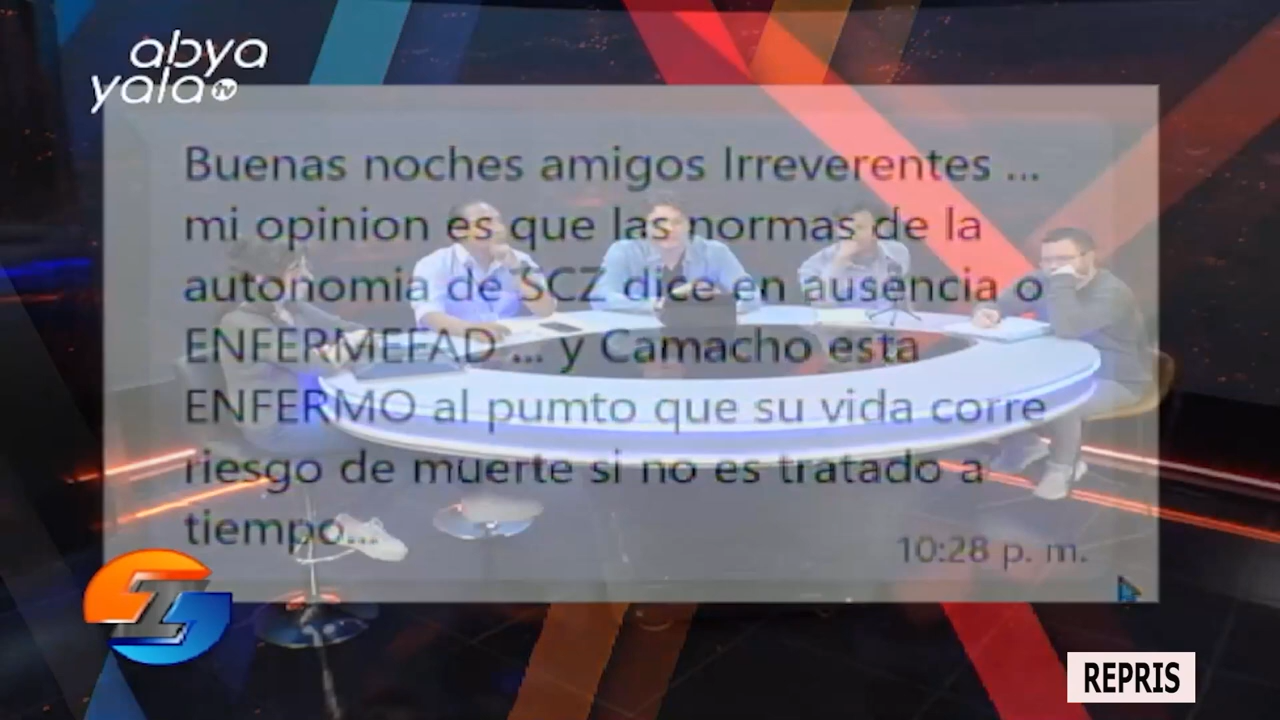 abya
yala tv
Buenas noches amigos Irreverentes ...
mi opinion es que las normas de la
autonomia de SCZ dice en ausencia o
ENFERMEFAD ... y Camacho esta
ENFERMO al pumto que su vida corre
riesgo de muerte si no es tratado a
tiempo...
10:28 p. m.
REPRIS